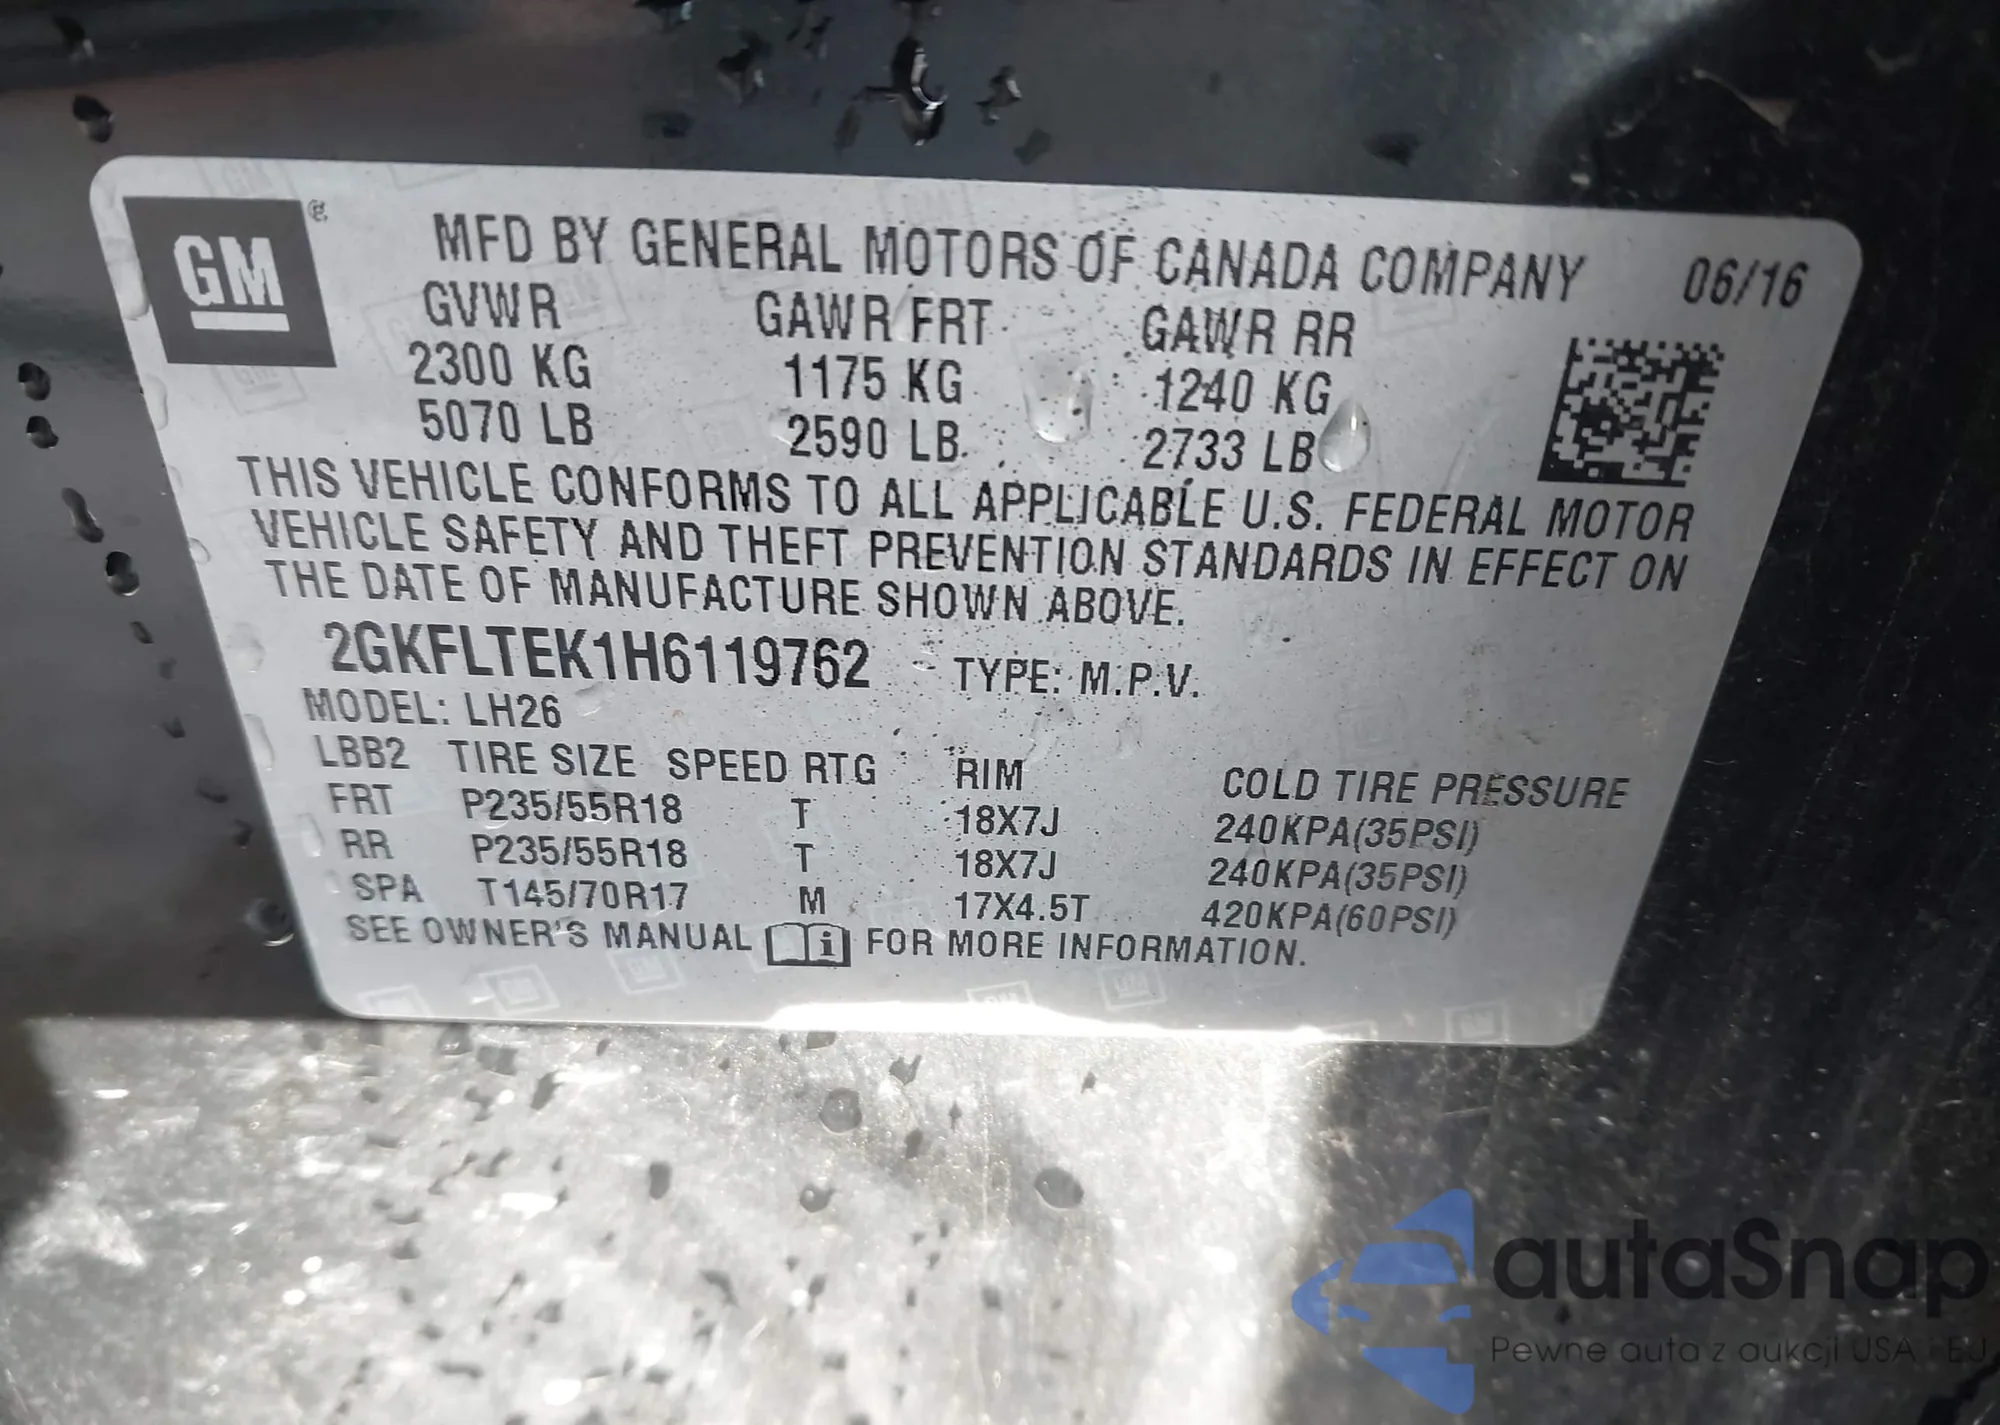 GM
MFD BY GENERAL MOTORS OF CANADA COMPANY 06/16
GVWR GAWR FRT GAWR RR
2300 KG 1175 KG 1240 KG
5070 LB 2590 LB 2733 LB
THIS VEHICLE CONFORMS TO ALL APPLICABLE U.S. FEDERAL MOTOR
VEHICLE SAFETY AND THEFT PREVENTION STANDARDS IN EFFECT ON
THE DATE OF MANUFACTURE SHOWN ABOVE.
2GKFLTEK1H6119762 TYPE: M.P.V.
MODEL: LH26
LBB2 TIRE SIZE SPEED RTG RIM COLD TIRE PRESSURE
FRT P235/55R18 T 18X7J 240KPA(35PSI)
RR P235/55R18 T 18X7J 240KPA(35PSI)
SPA T145/70R17 M 17X4.5T 420KPA(60PSI)
SEE OWNER'S MANUAL FOR MORE INFORMATION.
autaSnap
Pewne auta z aukcji USA i EU